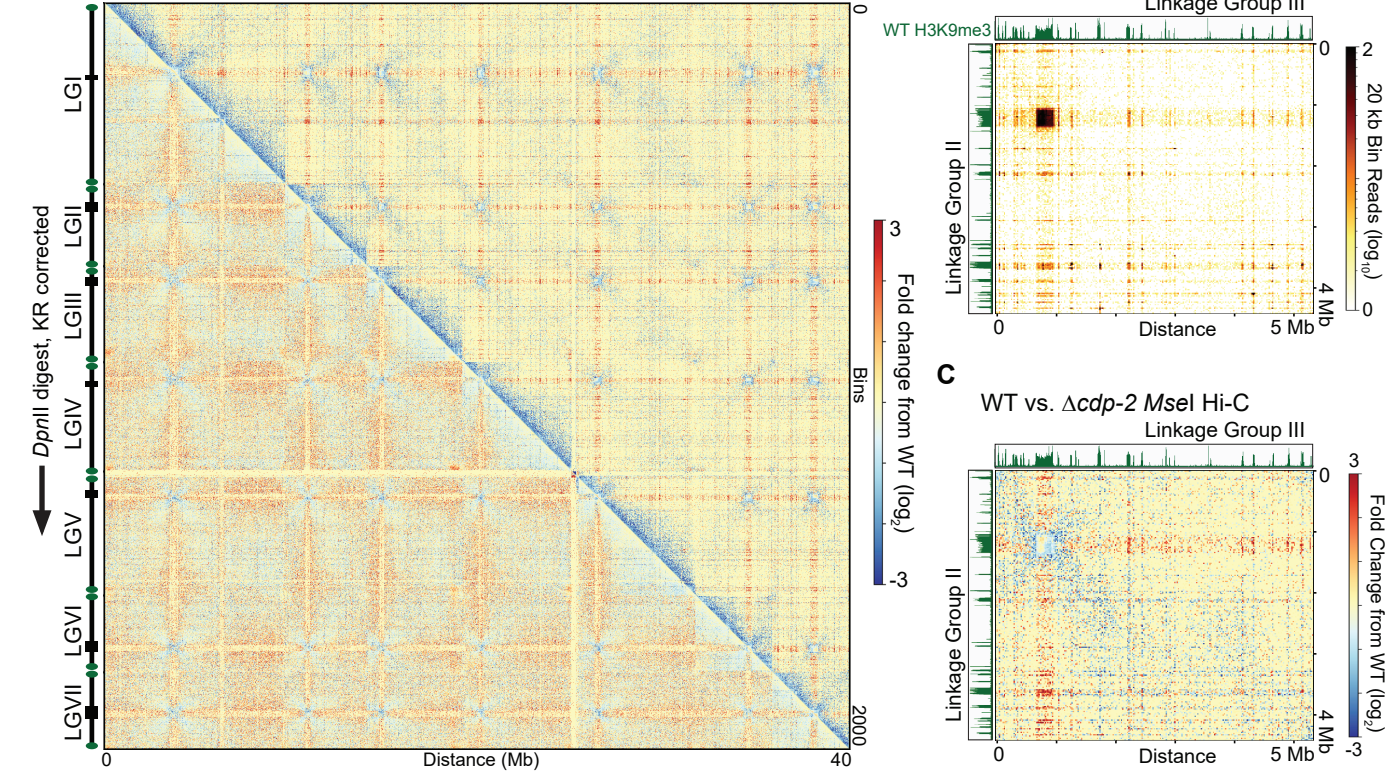 DpnII digest, KR corrected
LGI
LGII
LGIII
LGIV
LGV
LGVI
LGVII
0
Distance (Mb)
40
0
Bins
2000
3
Fold change from WT (log2)
-3
Linkage Group III
WT H3K9me3
Linkage Group II
0
4 Mb
0
Distance
5 Mb
2
20 kb Bin Reads (log10)
0
C
WT vs. Δcdp-2 MseI Hi-C
Linkage Group III
Linkage Group II
0
4 Mb
0
Distance
5 Mb
3
Fold Change from WT (log2)
-3